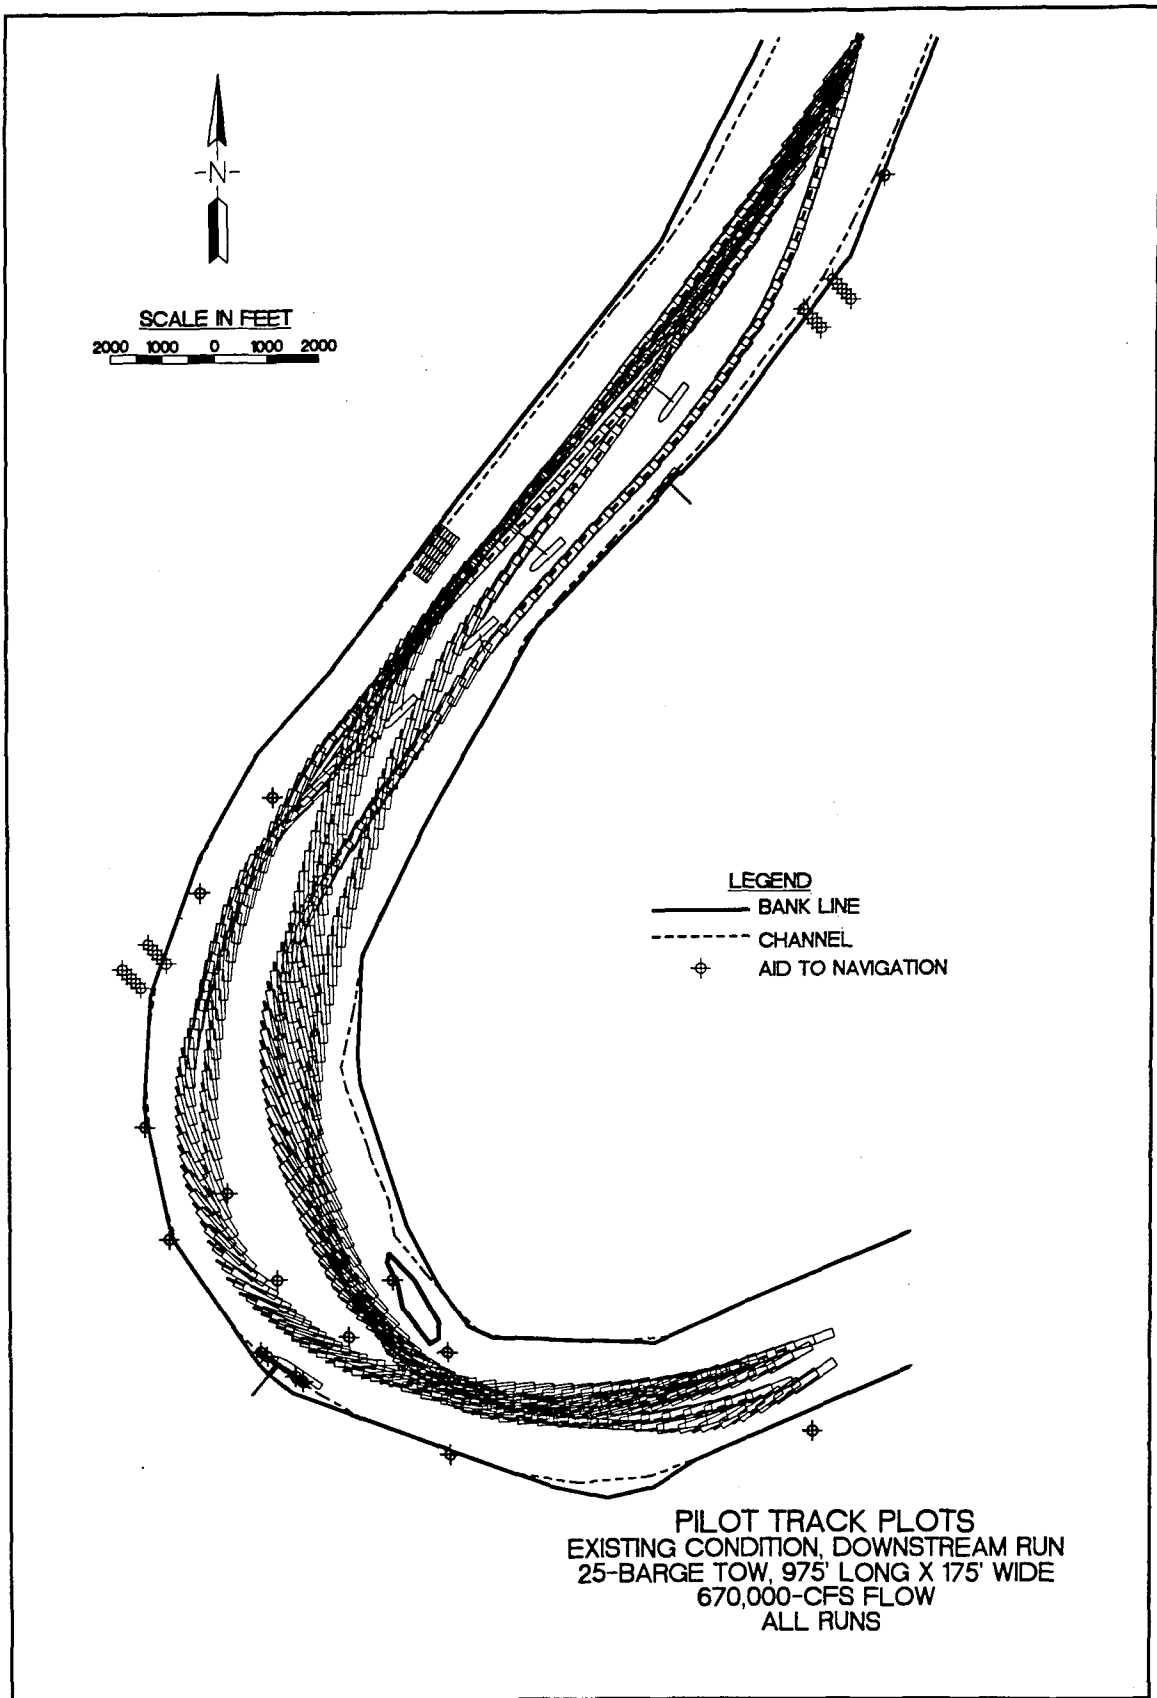 -N-
SCALE IN FEET
2000 1000 0 1000 2000
LEGEND
BANK LINE
CHANNEL
AID TO NAVIGATION
PILOT TRACK PLOTS
EXISTING CONDITION, DOWNSTREAM RUN
25-BARGE TOW, 975' LONG X 175' WIDE
670,000-CFS FLOW
ALL RUNS